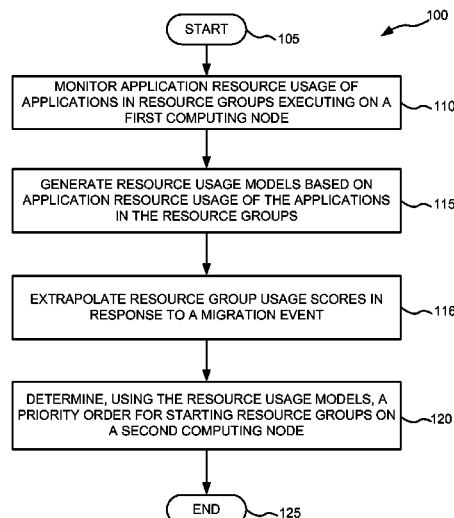 100
START
105
MONITOR APPLICATION RESOURCE USAGE OF
APPLICATIONS IN RESOURCE GROUPS EXECUTING ON A
FIRST COMPUTING NODE
110
GENERATE RESOURCE USAGE MODELS BASED ON
APPLICATION RESOURCE USAGE OF THE APPLICATIONS
IN THE RESOURCE GROUPS
115
EXTRAPOLATE RESOURCE GROUP USAGE SCORES IN
RESPONSE TO A MIGRATION EVENT
116
DETERMINE, USING THE RESOURCE USAGE MODELS, A
PRIORITY ORDER FOR STARTING RESOURCE GROUPS ON
A SECOND COMPUTING NODE
120
END
125